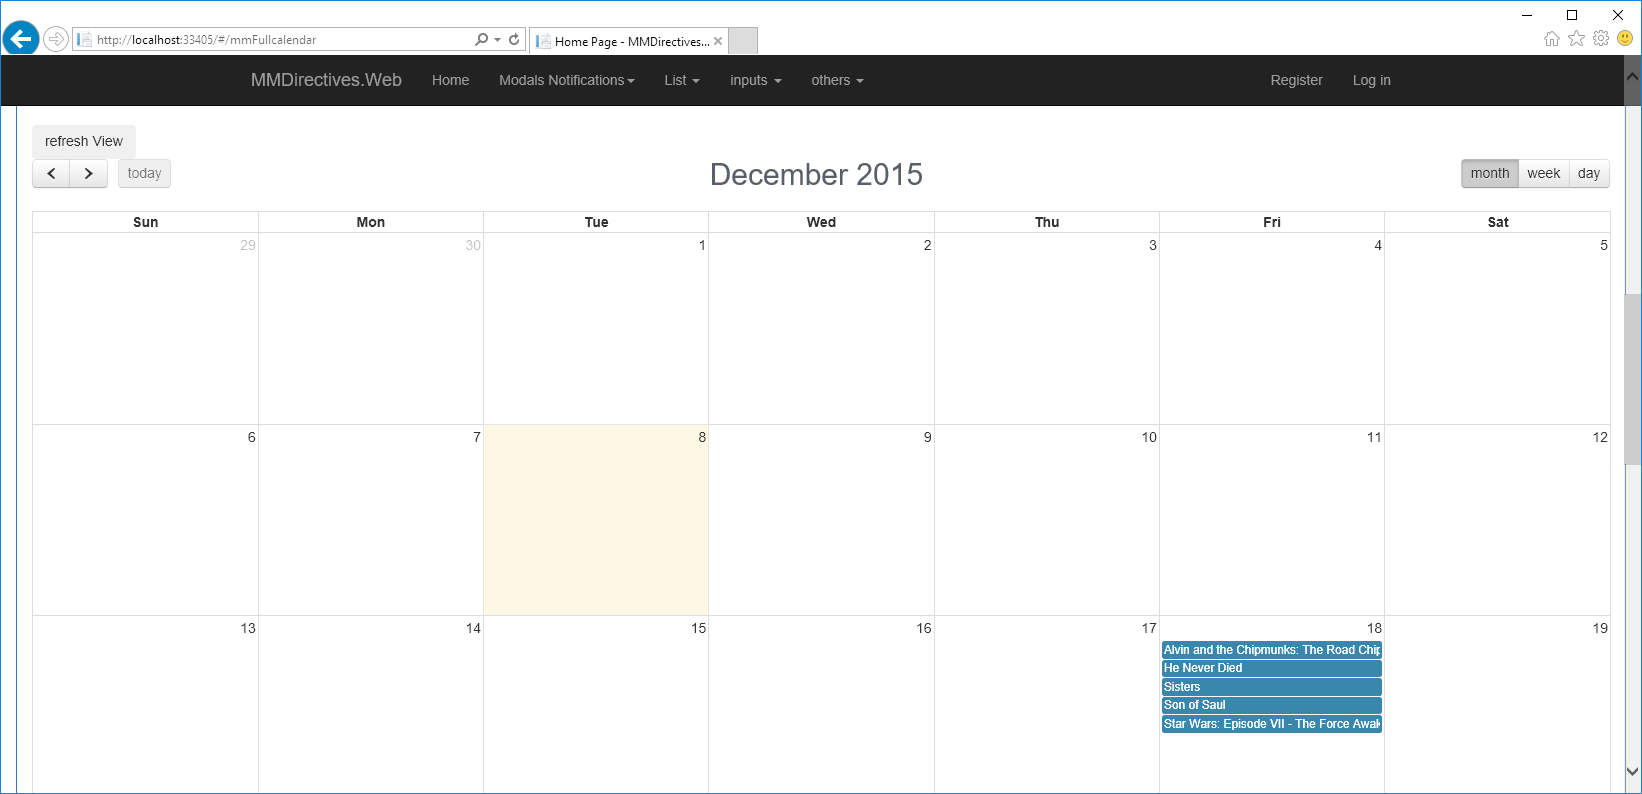 http://localhost:33405/#/mmFullcalendar
Home Page - MMDirectives...
MMDirectives.Web Home Modals Notifications List inputs others Register Log in
refresh View
today
December 2015
month week day
Sun Mon Tue Wed Thu Fri Sat
29 30 1 2 3 4 5
6 7 8 9 10 11 12
13 14 15 16 17 18 19
Alvin and the Chipmunks: The Road Chip
He Never Died
Sisters
Son of Saul
Star Wars: Episode VII - The Force Awak